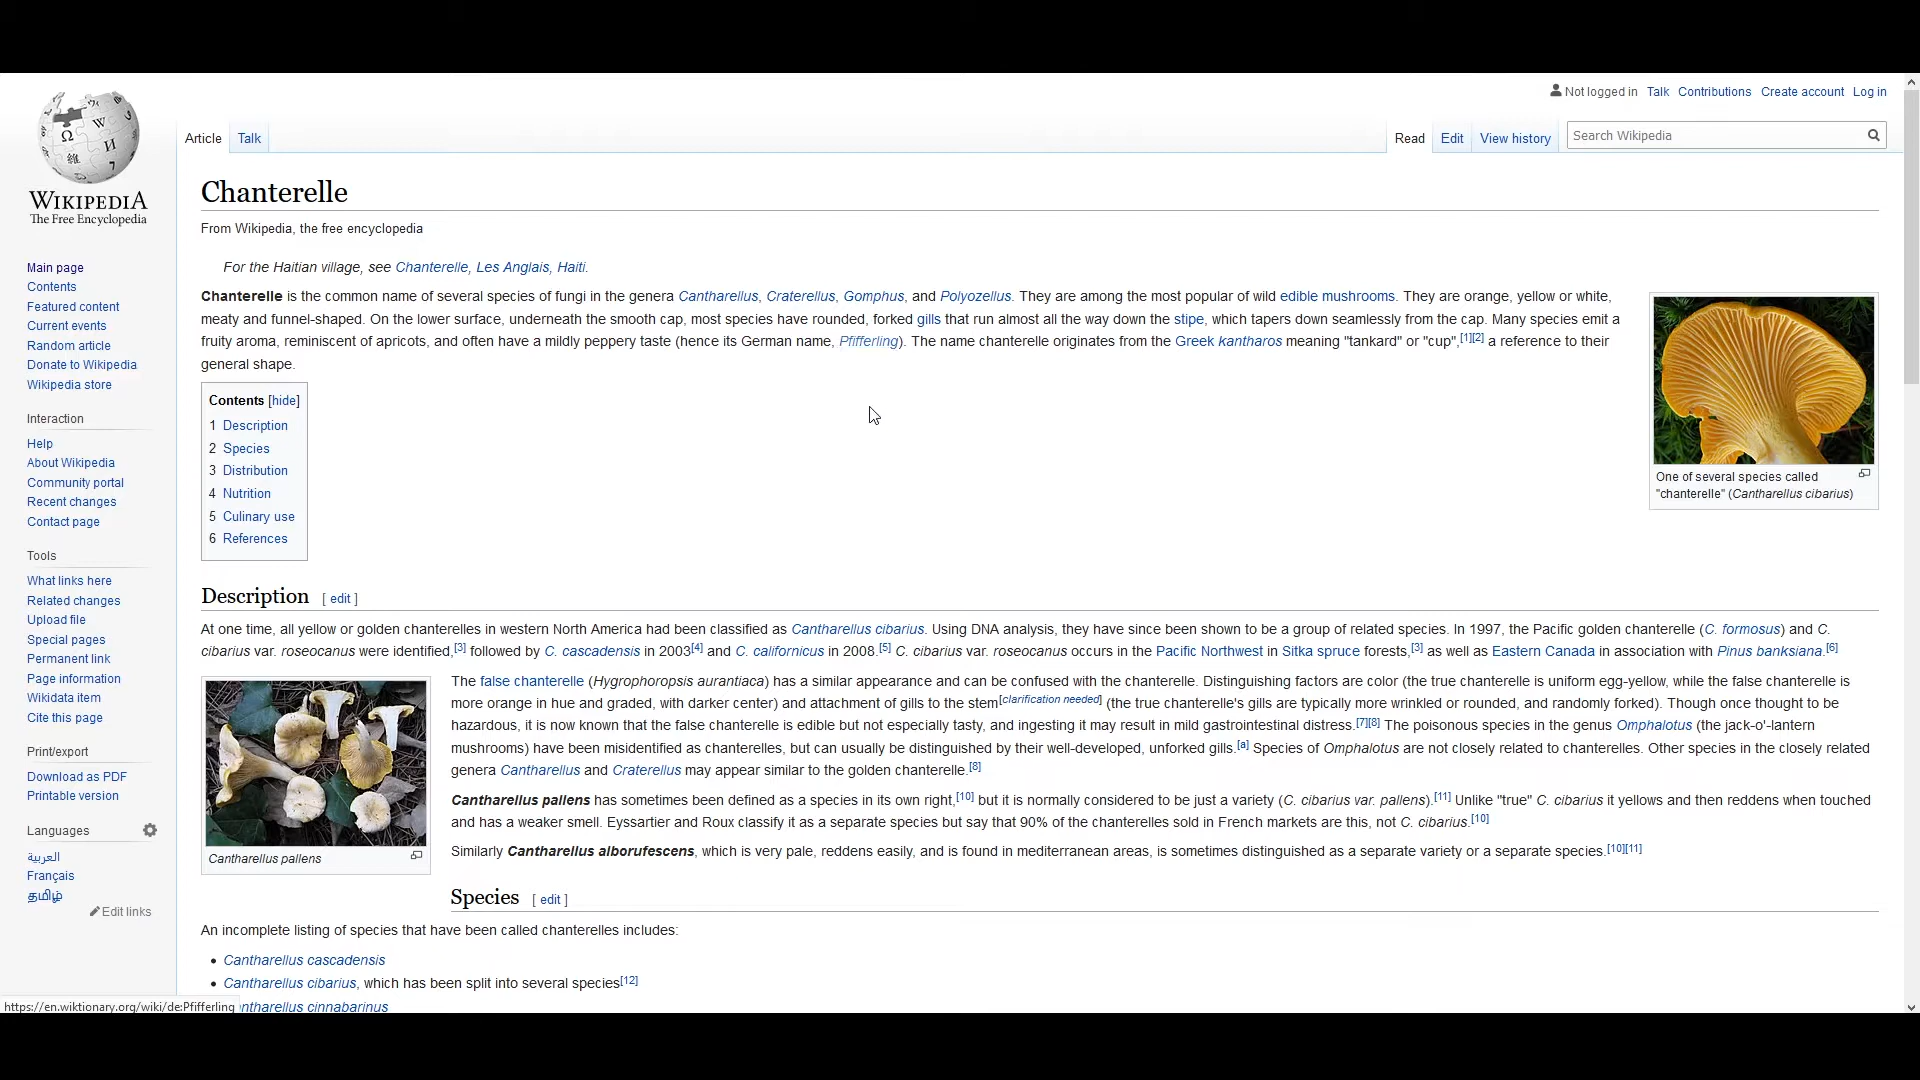 Not logged in Talk Contributions Create account Log in
Article Talk Read Edit View history Search Wikipedia
WIKIPEDIA
The Free Encyclopedia
Main page
Contents
Featured content
Current events
Random article
Donate to Wikipedia
Wikipedia store
Interaction
Help
About Wikipedia
Community portal
Recent changes
Contact page
Tools
What links here
Related changes
Upload file
Special pages
Permanent link
Page information
Wikidata item
Cite this page
Print/export
Download as PDF
Printable version
Languages
العربية
Français
தமிழ்
Edit links
Chanterelle
From Wikipedia, the free encyclopedia
For the Haitian village, see Chanterelle, Les Anglais, Haiti.
Chanterelle is the common name of several species of fungi in the genera Cantharellus, Craterellus, Gomphus, and Polyozellus. They are among the most popular of wild edible mushrooms. They are orange, yellow or white,
meaty and funnel-shaped. On the lower surface, underneath the smooth cap, most species have rounded, forked gills that run almost all the way down the stipe, which tapers down seamlessly from the cap. Many species emit a
fruity aroma, reminiscent of apricots, and often have a mildly peppery taste (hence its German name, Pfifferling). The name chanterelle originates from the Greek kantharos meaning "tankard" or "cup",[1][2] a reference to their
general shape.
One of several species called
"chanterelle" (Cantharellus cibarius)
Contents [hide]
1 Description
2 Species
3 Distribution
4 Nutrition
5 Culinary use
6 References
Description [ edit ]
At one time, all yellow or golden chanterelles in western North America had been classified as Cantharellus cibarius. Using DNA analysis, they have since been shown to be a group of related species. In 1997, the Pacific golden chanterelle (C. formosus) and C.
cibarius var. roseocanus were identified,[3] followed by C. cascadensis in 2003[4] and C. californicus in 2008.[5] C. cibarius var. roseocanus occurs in the Pacific Northwest in Sitka spruce forests,[3] as well as Eastern Canada in association with Pinus banksiana.[6]
Cantharellus pallens
The false chanterelle (Hygrophoropsis aurantiaca) has a similar appearance and can be confused with the chanterelle. Distinguishing factors are color (the true chanterelle is uniform egg-yellow, while the false chanterelle is
more orange in hue and graded, with darker center) and attachment of gills to the stem[clarification needed] (the true chanterelle's gills are typically more wrinkled or rounded, and randomly forked). Though once thought to be
hazardous, it is now known that the false chanterelle is edible but not especially tasty, and ingesting it may result in mild gastrointestinal distress.[7][8] The poisonous species in the genus Omphalotus (the jack-o'-lantern
mushrooms) have been misidentified as chanterelles, but can usually be distinguished by their well-developed, unforked gills.[a] Species of Omphalotus are not closely related to chanterelles. Other species in the closely related
genera Cantharellus and Craterellus may appear similar to the golden chanterelle.[8]
Cantharellus pallens has sometimes been defined as a species in its own right,[10] but it is normally considered to be just a variety (C. cibarius var. pallens).[11] Unlike "true" C. cibarius it yellows and then reddens when touched
and has a weaker smell. Eyssartier and Roux classify it as a separate species but say that 90% of the chanterelles sold in French markets are this, not C. cibarius.[10]
Similarly Cantharellus alborufescens, which is very pale, reddens easily, and is found in mediterranean areas, is sometimes distinguished as a separate variety or a separate species.[10][11]
Species [ edit ]
An incomplete listing of species that have been called chanterelles includes:
• Cantharellus cascadensis
• Cantharellus cibarius, which has been split into several species[12]
ntharellus cinnabarinus
https://en.wiktionary.org/wiki/de:Pfifferling